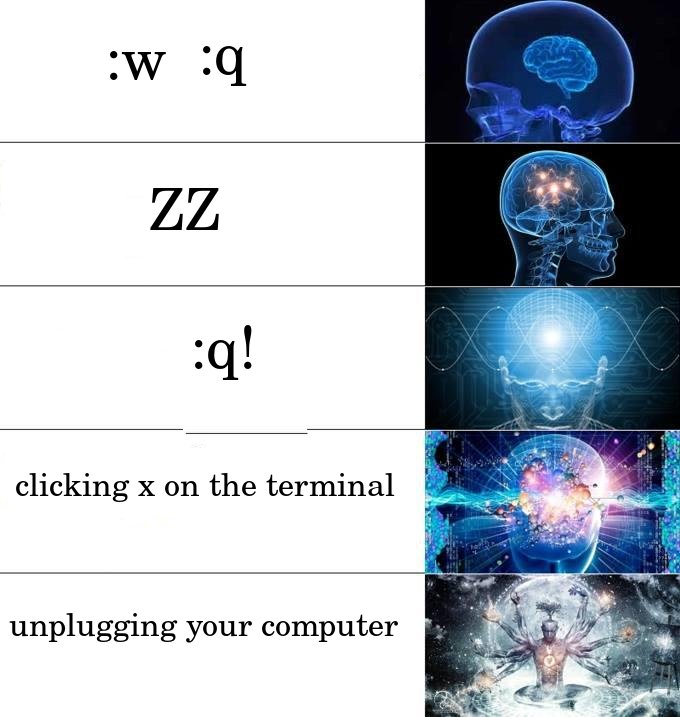 :w :q
ZZ
:q!
clicking x on the terminal
unplugging your computer